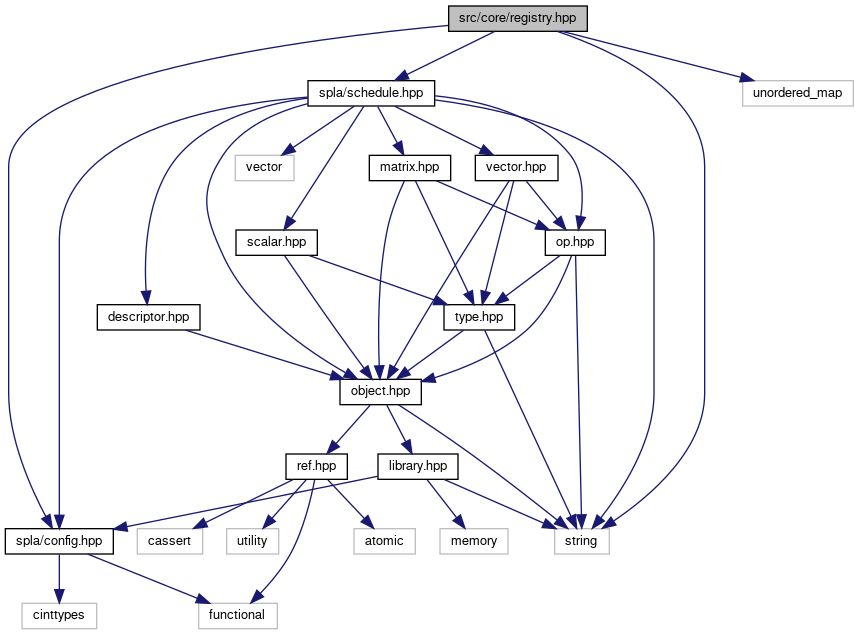 src/core/registry.hpp
spla/schedule.hpp
unordered_map
vector
matrix.hpp
vector.hpp
scalar.hpp
op.hpp
descriptor.hpp
type.hpp
object.hpp
ref.hpp
library.hpp
spla/config.hpp
cassert
utility
atomic
memory
string
cinttypes
functional